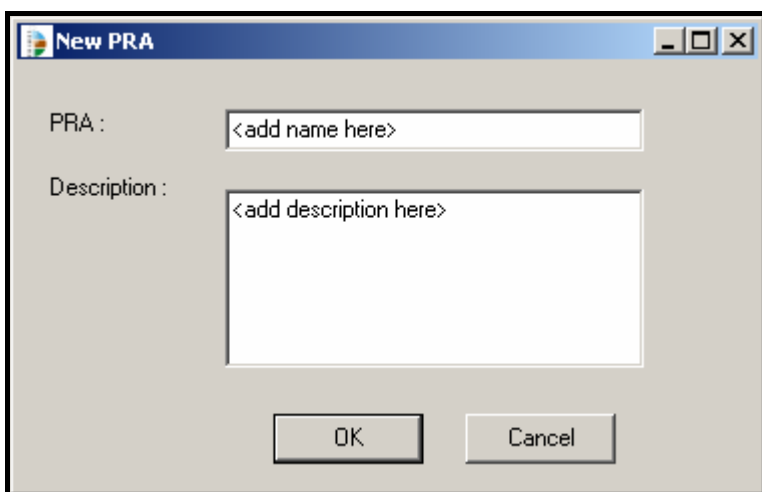 New PRA
PRA :
<add name here>
Description :
<add description here>
OK
Cancel